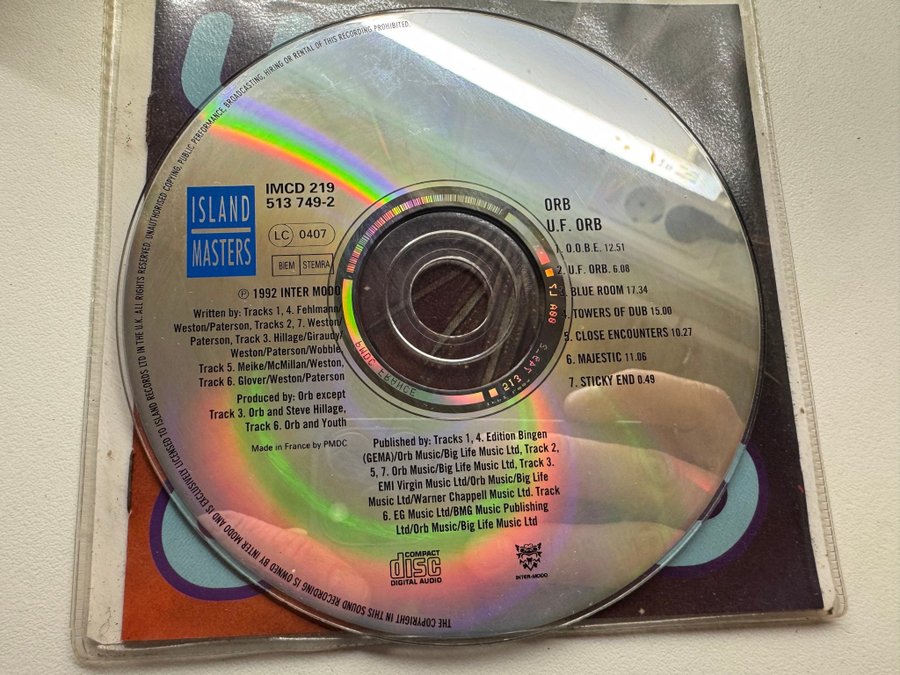 THE COPYRIGHT IN THIS SOUND RECORDING IS OWNED BY INTER MODO AND IS EXCLUSIVELY LICENSED TO ISLAND RECORDS LTD IN THE U.K. ALL RIGHTS RESERVED. UNAUTHORISED COPYING, PUBLIC PERFORMANCE, BROADCASTING, HIRING OR RENTAL OF THIS RECORDING PROHIBITED.
ISLAND
MASTERS
IMCD 219
513 749-2
LC 0407
BIEM STEMRA
℗ 1992 INTER MODO
Written by: Tracks 1, 4. Fehlmann/
Weston/Paterson, Tracks 2, 7. Weston/
Paterson, Track 3. Hillage/Giraudy/
Weston/Paterson/Wobble,
Track 5. Meike/McMillan/Weston,
Track 6. Glover/Weston/Paterson
Produced by: Orb except
Track 3. Orb and Steve Hillage,
Track 6. Orb and Youth
Made in France by PMDC
ORB
U.F. ORB
1. O.O.B.E. 12.51
2. U.F. ORB. 6.08
3. BLUE ROOM 17.34
4. TOWERS OF DUB 15.00
5. CLOSE ENCOUNTERS 10.27
6. MAJESTIC 11.06
7. STICKY END 0.49
Published by: Tracks 1, 4. Edition Bingen
(GEMA)/Orb Music/Big Life Music Ltd, Track 2,
5, 7. Orb Music/Big Life Music Ltd, Track 3.
EMI Virgin Music Ltd/Orb Music/Big Life
Music Ltd/Warner Chappell Music Ltd. Track
6. EG Music Ltd/BMG Music Publishing
Ltd/Orb Music/Big Life Music Ltd
COMPACT
disc
DIGITAL AUDIO
INTER-MODO
PMDC FRANCE